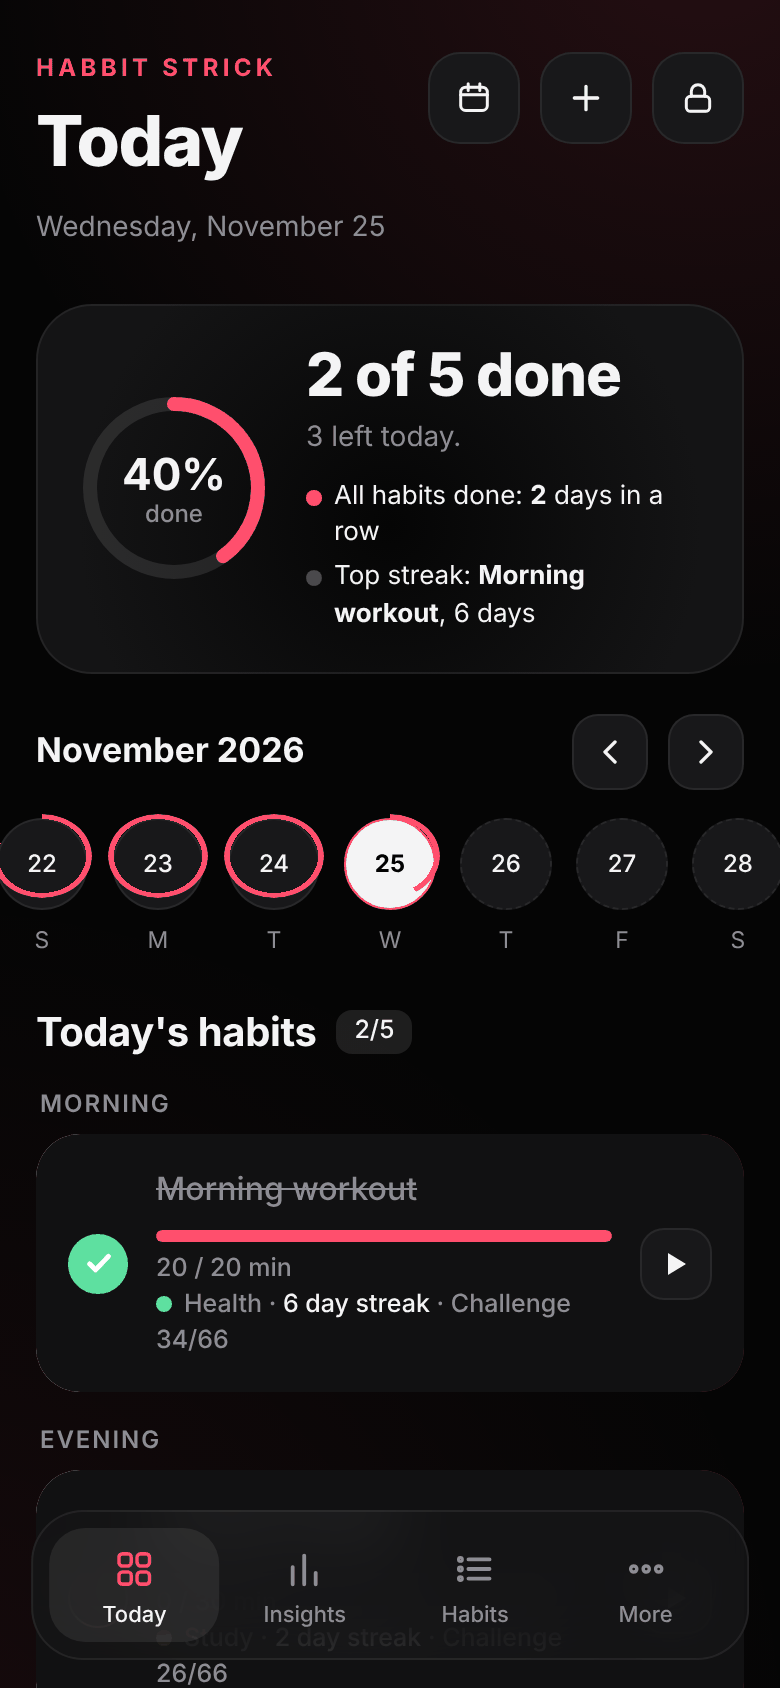 HABBIT STRICK
Today
Wednesday, November 25
40%
done
2 of 5 done
3 left today.
All habits done: 2 days in a
row
Top streak: Morning
workout, 6 days
November 2026
22 23 24 25 26 27 28
S M T W T F S
Today's habits 2/5
MORNING
Morning workout
20 / 20 min
Health · 6 day streak · Challenge
34/66
EVENING
Today Insights Habits More
Study · 2 day streak · Challenge
26/66